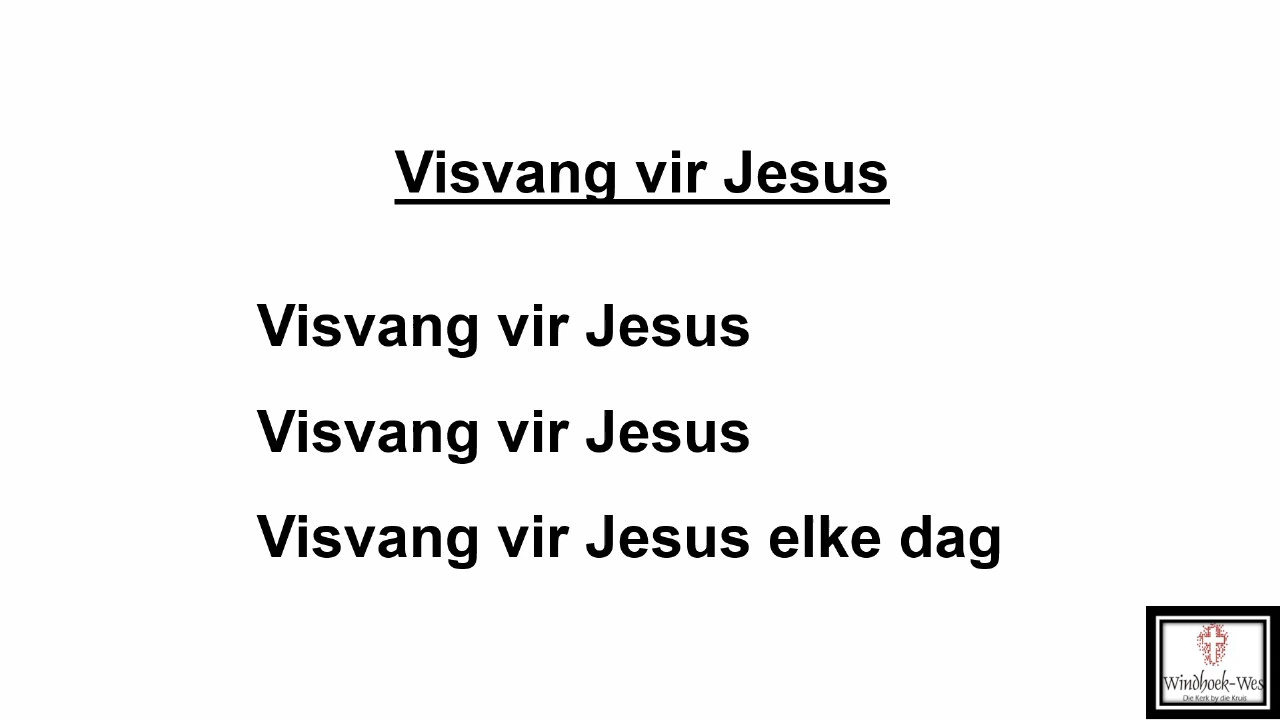 Visvang vir Jesus
Visvang vir Jesus
Visvang vir Jesus
Visvang vir Jesus elke dag
Windhoek-Wes
Die Kerk by die Kruis